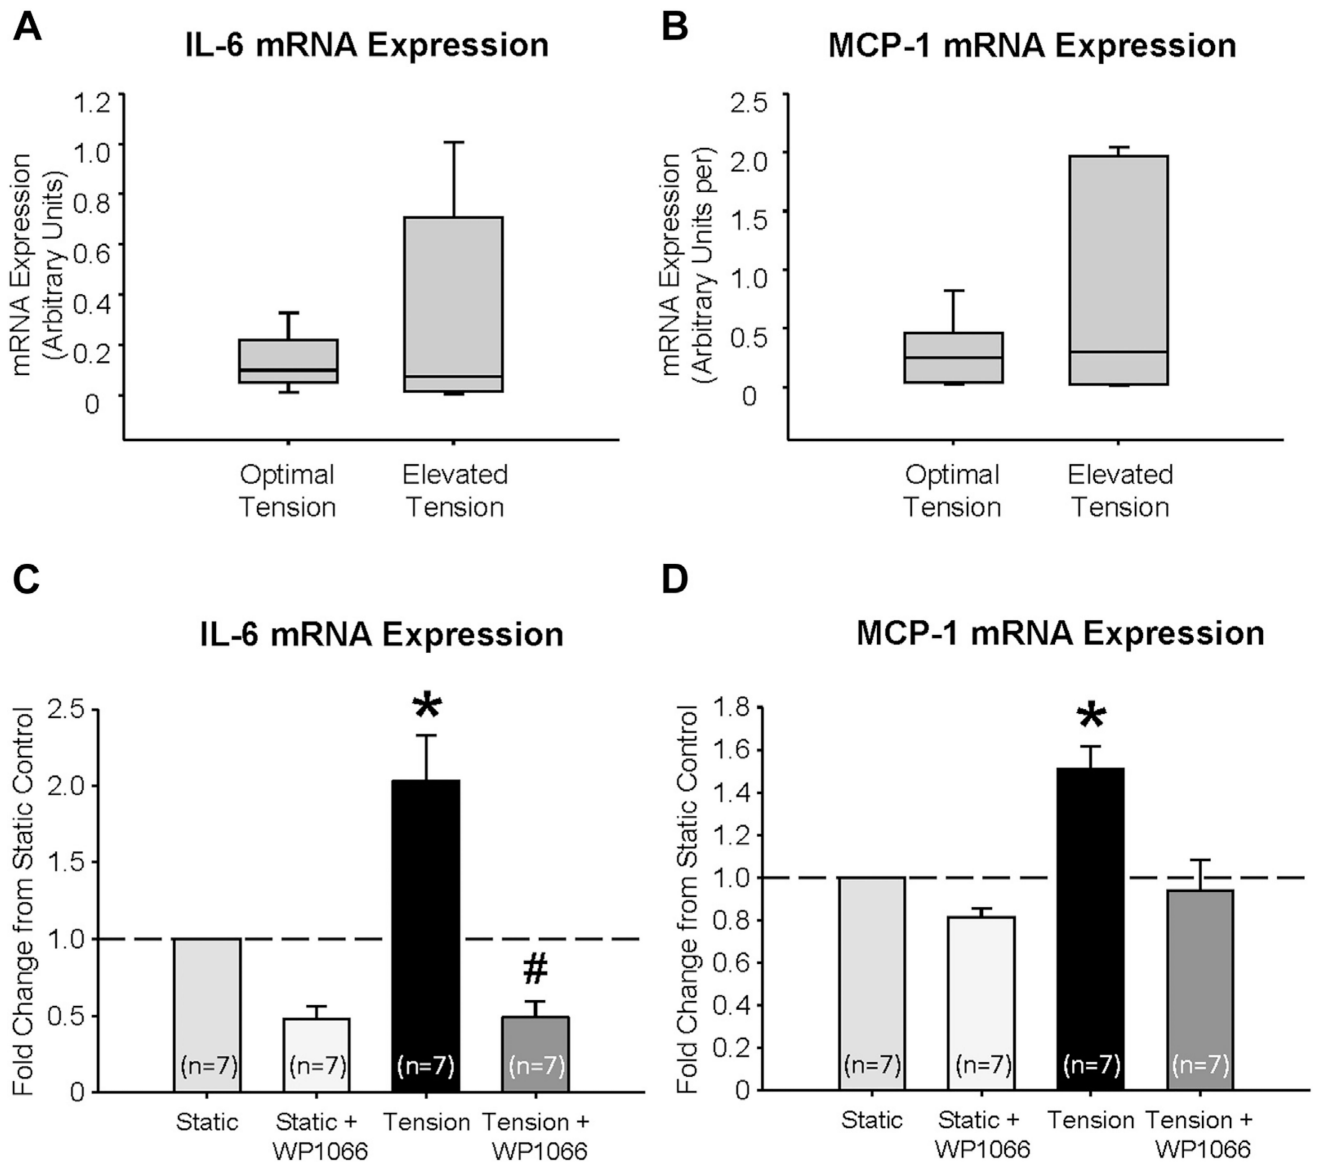 A
IL-6 mRNA Expression
mRNA Expression
(Arbitrary Units)
1.2
1.0
0.8
0.6
0.4
0.2
0
Optimal
Tension
Elevated
Tension
B
MCP-1 mRNA Expression
mRNA Expression
(Arbitrary Units per)
2.5
2.0
1.5
1.0
0.5
0
Optimal
Tension
Elevated
Tension
C
IL-6 mRNA Expression
Fold Change from Static Control
2.5
2.0
1.5
1.0
0.5
0
*
#
(n=7)
(n=7)
(n=7)
(n=7)
Static
Static +
WP1066
Tension
Tension +
WP1066
D
MCP-1 mRNA Expression
Fold Change from Static Control
1.8
1.6
1.4
1.2
1.0
0.8
0.6
0.4
0.2
0
*
(n=7)
(n=7)
(n=7)
(n=7)
Static
Static +
WP1066
Tension
Tension +
WP1066